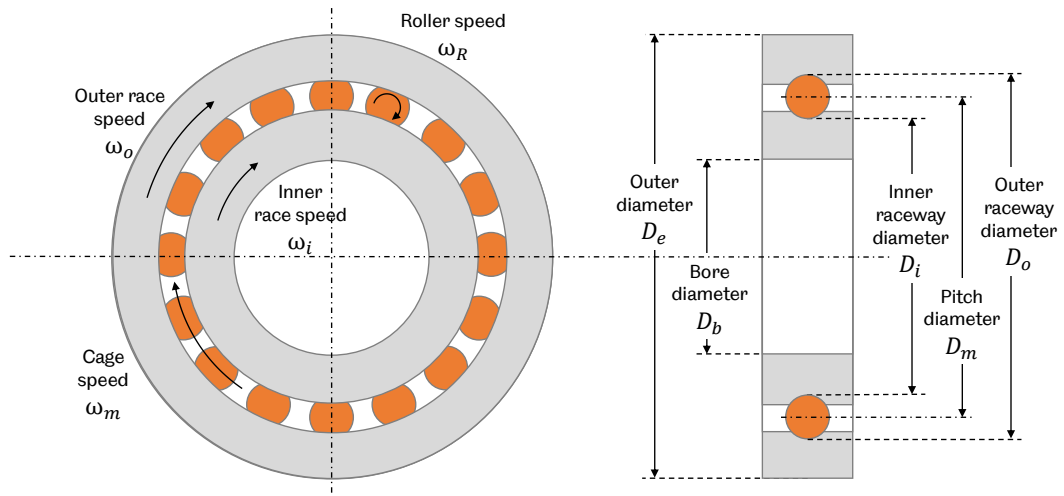 Roller speed
ω_R
Outer race
speed
ω_o
Inner
race speed
ω_i
Cage
speed
ω_m
Outer
diameter
D_e
Bore
diameter
D_b
Inner
raceway
diameter
D_i
Pitch
diameter
D_m
Outer
raceway
diameter
D_o